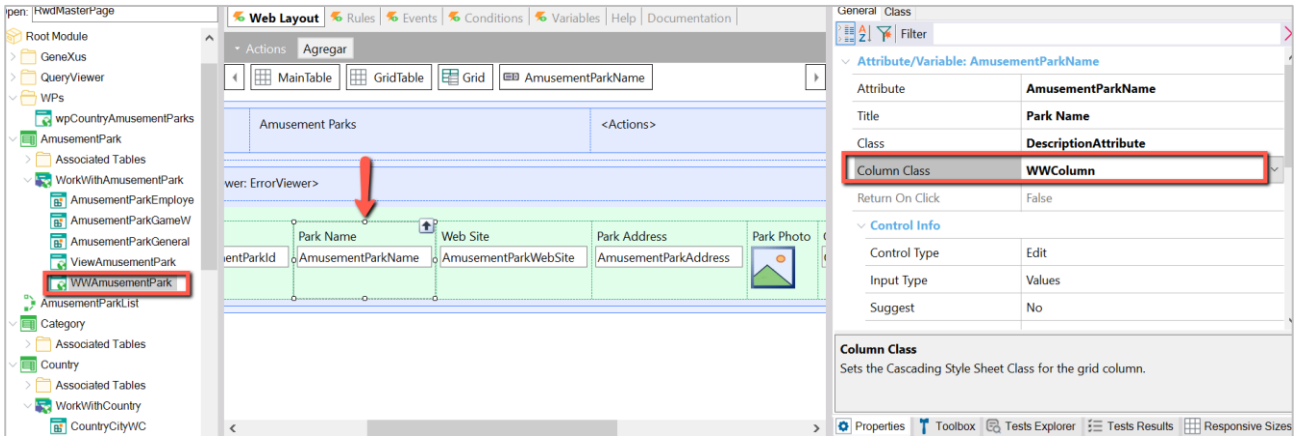 Open: RwdMasterPage
Root Module
GeneXus
QueryViewer
WPs
wpCountryAmusementParks
AmusementPark
Associated Tables
WorkWithAmusementPark
AmusementParkEmploye
AmusementParkGameW
AmusementParkGeneral
ViewAmusementPark
WWAmusementPark
AmusementParkList
Category
Associated Tables
Country
Associated Tables
WorkWithCountry
CountryCityWC
Web Layout Rules Events Conditions Variables Help Documentation
Actions Agregar
MainTable GridTable Grid AmusementParkName
Amusement Parks <Actions>
wer: ErrorViewer>
Park Name Web Site Park Address Park Photo
entParkId AmusementParkName AmusementParkWebSite AmusementParkAddress
General Class
Filter
Attribute/Variable: AmusementParkName
Attribute AmusementParkName
Title Park Name
Class DescriptionAttribute
Column Class WWColumn
Return On Click False
Control Info
Control Type Edit
Input Type Values
Suggest No
Column Class
Sets the Cascading Style Sheet Class for the grid column.
Properties Toolbox Tests Explorer Tests Results Responsive Sizes